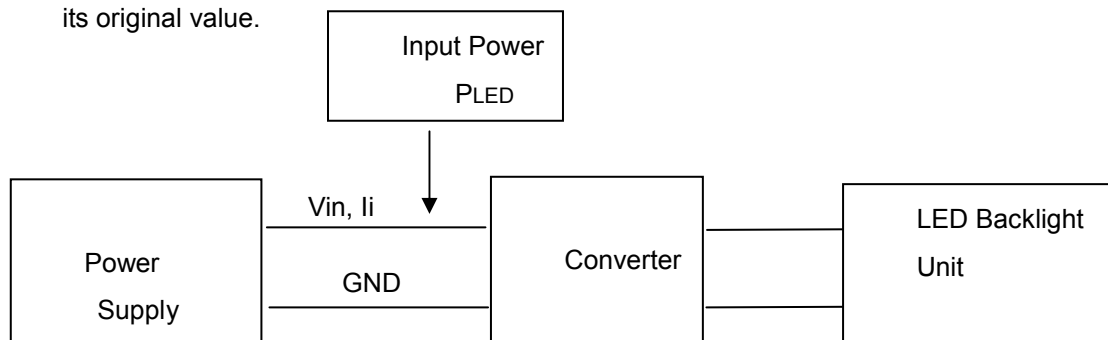 its original value.
Input Power
PLED
Vin, Ii
GND
Power
Supply
Converter
LED Backlight
Unit